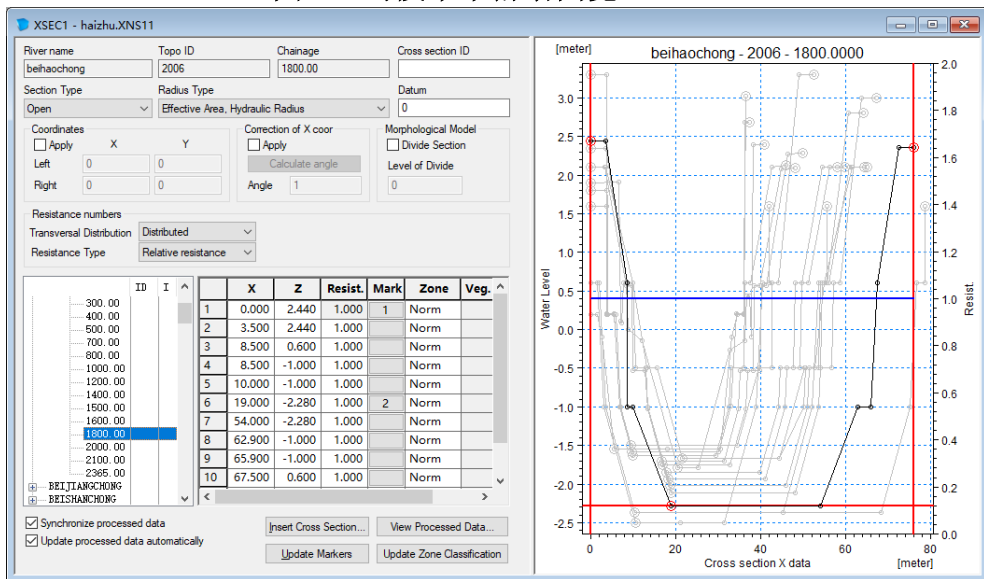 XSEC1 - haizhu.XNS11
River name Topo ID Chainage Cross section ID
beihaochong 2006 1800.00
Section Type Radius Type Datum
Open Effective Area, Hydraulic Radius 0
Coordinates Correction of X coor Morphological Model
Apply X Y Apply Divide Section
Left 0 0 Calculate angle Level of Divide
Right 0 0 Angle 1 0
Resistance numbers
Transversal Distribution Distributed
Resistance Type Relative resistance
ID I
300.00
400.00
500.00
700.00
800.00
1000.00
1200.00
1400.00
1500.00
1600.00
1800.00
2000.00
2100.00
2365.00
BEIJIANGCHONG
BEISHANCHONG
X Z Resist. Mark Zone Veg.
1 0.000 2.440 1.000 1 Norm
2 3.500 2.440 1.000 Norm
3 8.500 0.600 1.000 Norm
4 8.500 -1.000 1.000 Norm
5 10.000 -1.000 1.000 Norm
6 19.000 -2.280 1.000 2 Norm
7 54.000 -2.280 1.000 Norm
8 62.900 -1.000 1.000 Norm
9 65.900 -1.000 1.000 Norm
10 67.500 0.600 1.000 Norm
Synchronize processed data Insert Cross Section... View Processed Data...
Update processed data automatically Update Markers Update Zone Classification
[meter] beihaochong - 2006 - 1800.0000
3.0
2.5
2.0
1.5
1.0
0.5
0.0
-0.5
-1.0
-1.5
-2.0
-2.5
Water Level
2.0
1.8
1.6
1.4
1.2
1.0
0.8
0.6
0.4
0.2
0.0
Resist.
0 20 40 60 80
Cross section X data [meter]